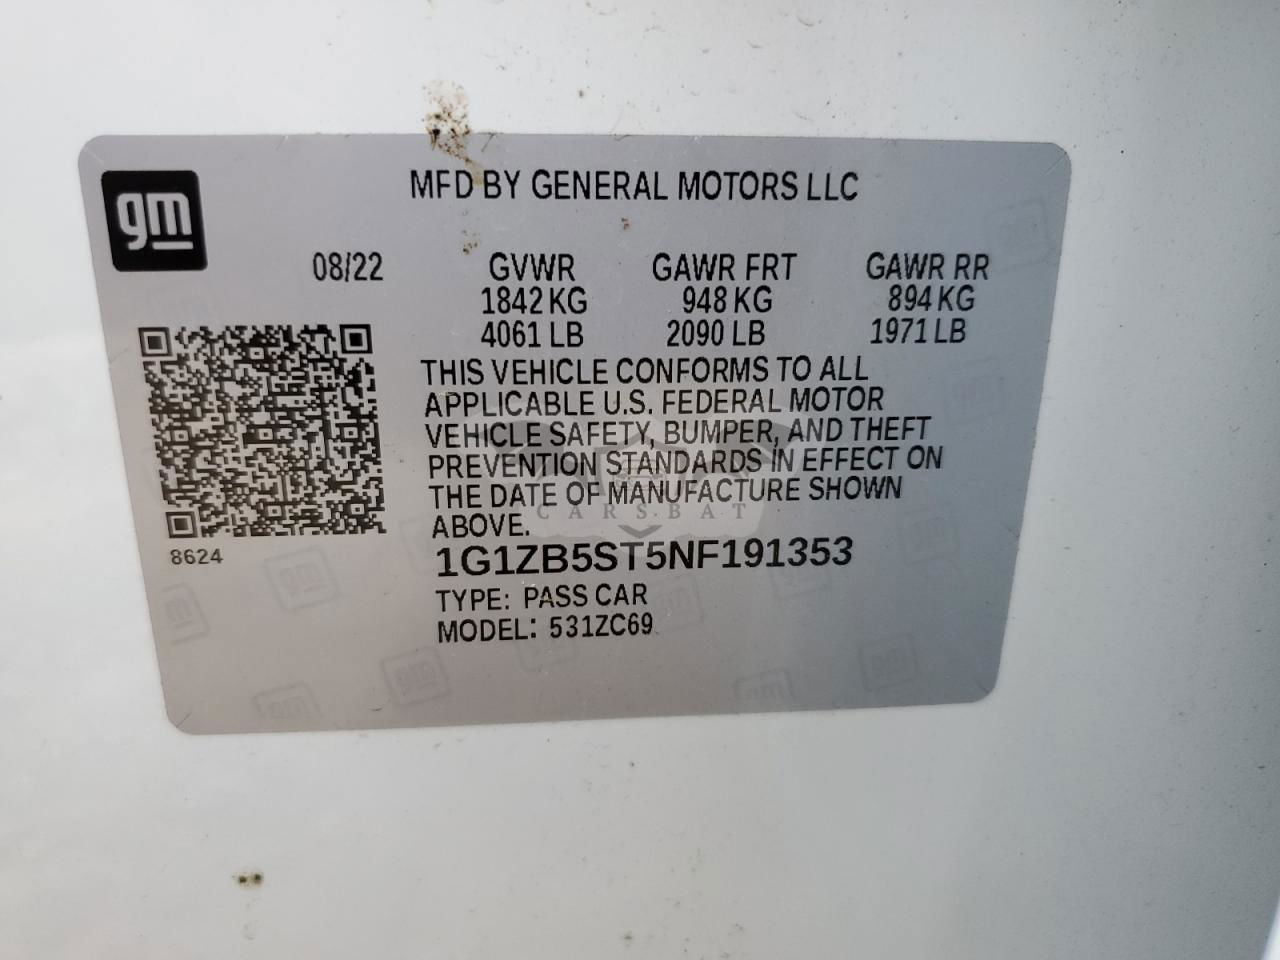 gm
MFD BY GENERAL MOTORS LLC
08/22 GVWR GAWR FRT GAWR RR
1842 KG 948 KG 894 KG
4061 LB 2090 LB 1971 LB
THIS VEHICLE CONFORMS TO ALL
APPLICABLE U.S. FEDERAL MOTOR
VEHICLE SAFETY, BUMPER, AND THEFT
PREVENTION STANDARDS IN EFFECT ON
THE DATE OF MANUFACTURE SHOWN
CARSBAT
ABOVE.
8624
1G1ZB5ST5NF191353
TYPE: PASS CAR
MODEL: 531ZC69